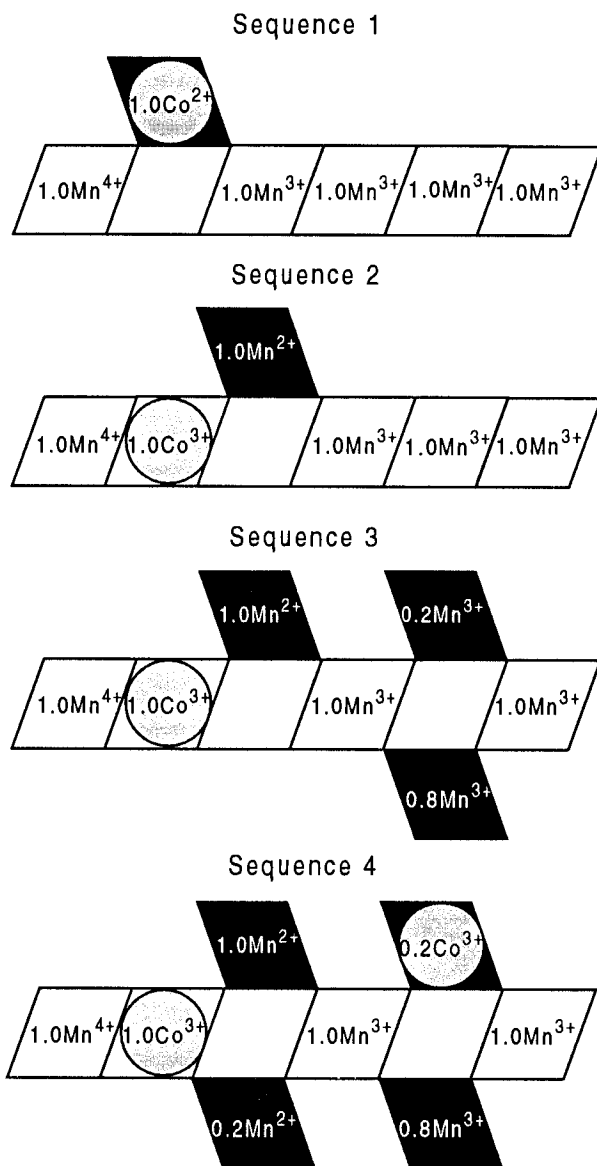 Sequence 1
1.0Co²⁺
1.0Mn⁴⁺ 1.0Mn³⁺ 1.0Mn³⁺ 1.0Mn³⁺ 1.0Mn³⁺
Sequence 2
1.0Mn²⁺
1.0Mn⁴⁺ 1.0Co³⁺ 1.0Mn³⁺ 1.0Mn³⁺ 1.0Mn³⁺
Sequence 3
1.0Mn²⁺ 0.2Mn³⁺
1.0Mn⁴⁺ 1.0Co³⁺ 1.0Mn³⁺ 1.0Mn³⁺
0.8Mn³⁺
Sequence 4
1.0Mn²⁺ 0.2Co³⁺
1.0Mn⁴⁺ 1.0Co³⁺ 1.0Mn³⁺ 1.0Mn³⁺
0.2Mn²⁺ 0.8Mn³⁺